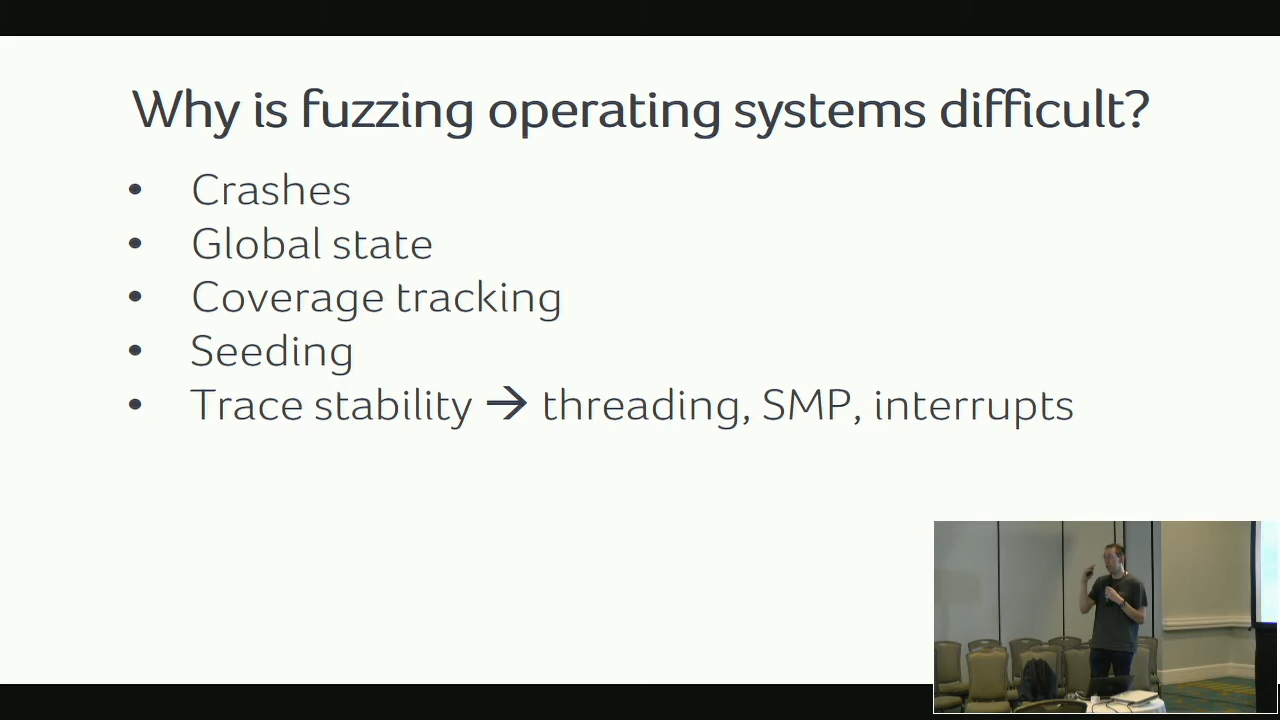 Why is fuzzing operating systems difficult?
• Crashes
• Global state
• Coverage tracking
• Seeding
• Trace stability → threading, SMP, interrupts